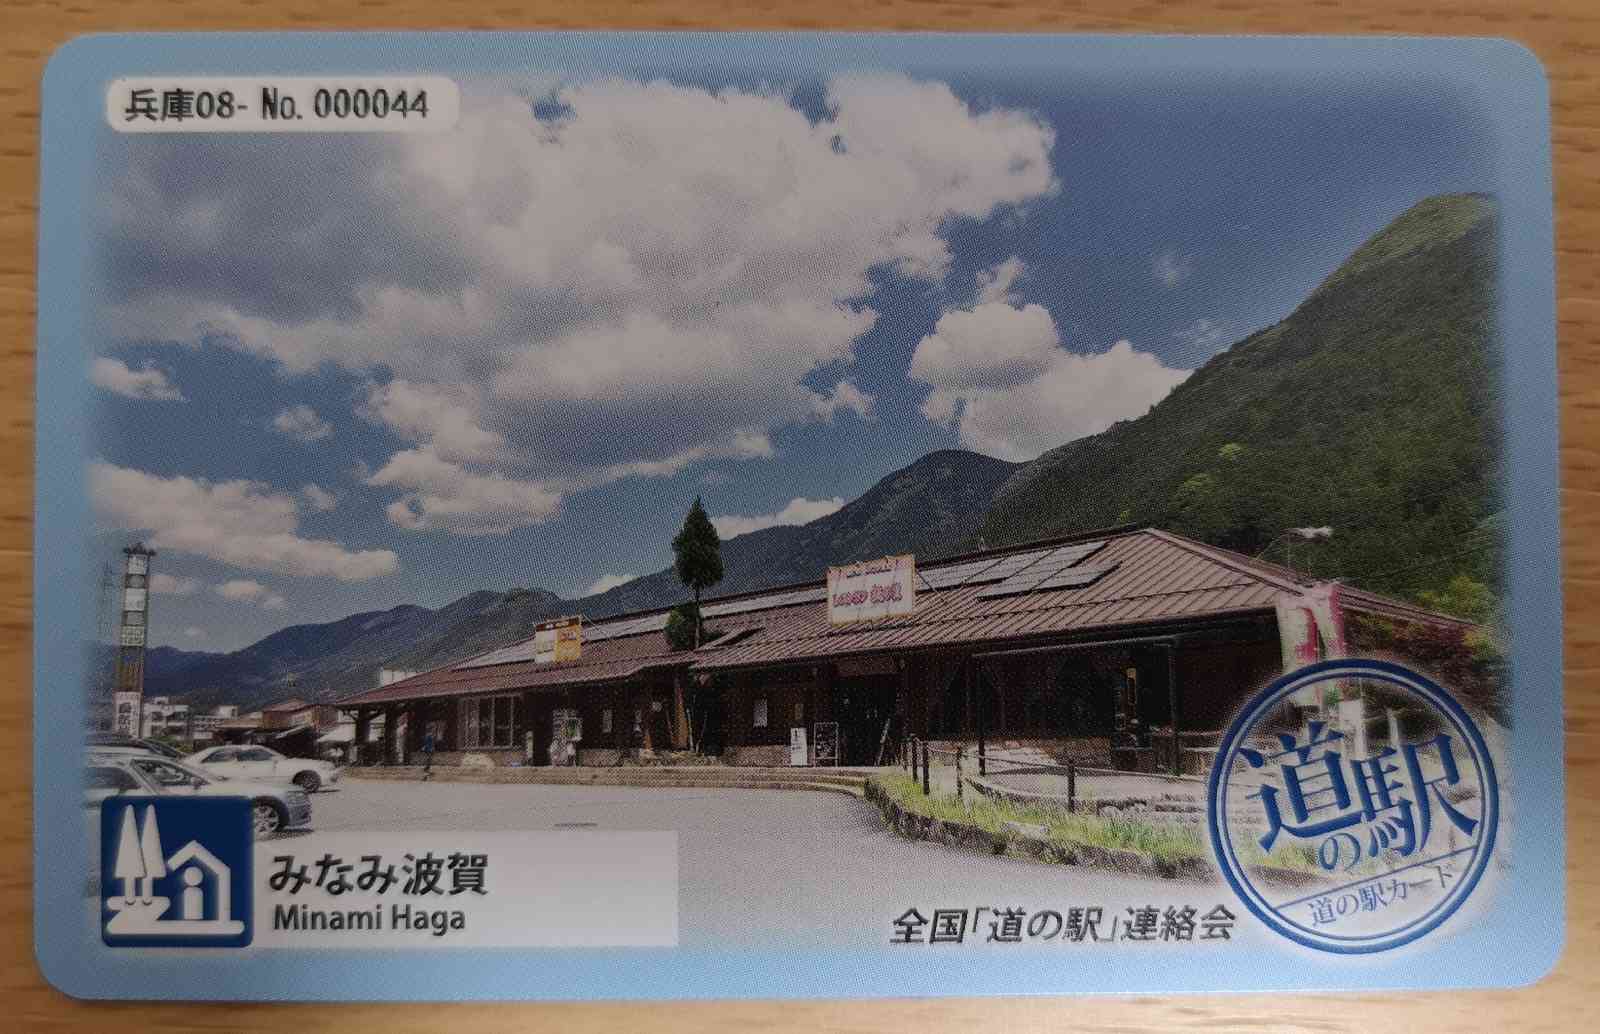 兵庫08- No. 000044
みなみ波賀
Minami Haga
全国「道の駅」連絡会
道の駅
道の駅カード